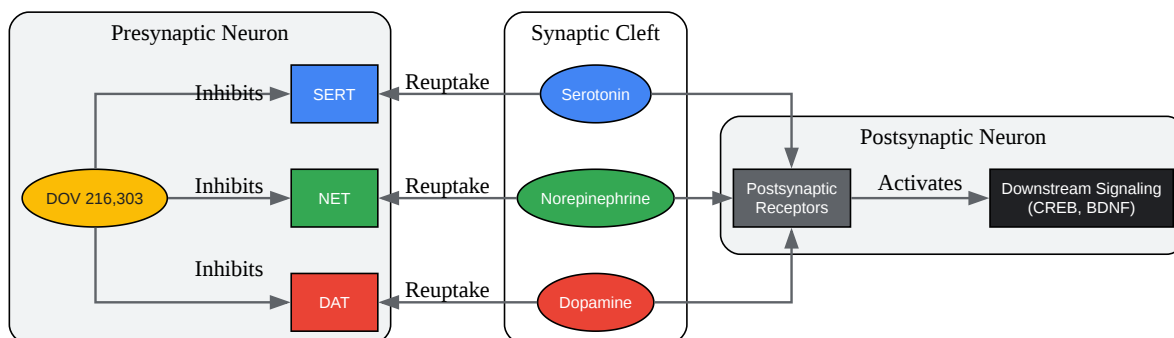 Presynaptic Neuron
Synaptic Cleft
Inhibits
SERT
Reuptake
Serotonin
Postsynaptic Neuron
DOV 216,303
Inhibits
NET
Reuptake
Norepinephrine
Postsynaptic
Receptors
Activates
Downstream Signaling
(CREB, BDNF)
Inhibits
DAT
Reuptake
Dopamine